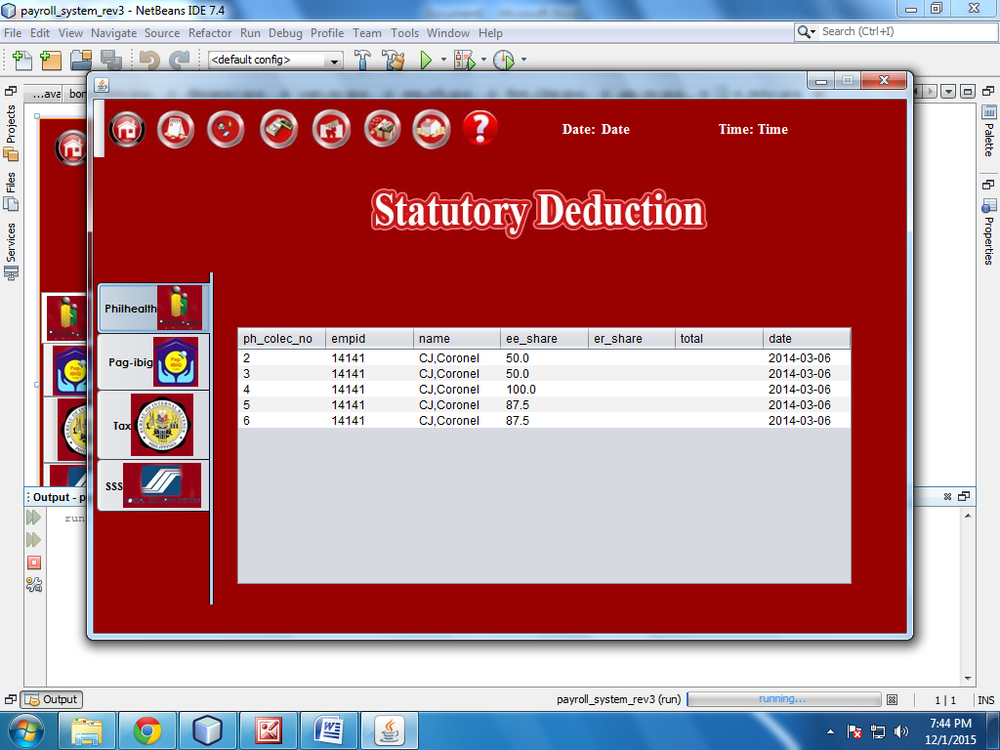 payroll_system_rev3 - NetBeans IDE 7.4
File Edit View Navigate Source Refactor Run Debug Profile Team Tools Window Help
Search (Ctrl+I)
<default config>
...ava
Projects
Files
Services
Palette
Properties
Date: Date
Time: Time
Statutory Deduction
Philhealth
Pag-ibig
Tax
SSS
ph_colec_no empid name ee_share er_share total date
2 14141 CJ,Coronel 50.0 2014-03-06
3 14141 CJ,Coronel 50.0 2014-03-06
4 14141 CJ,Coronel 100.0 2014-03-06
5 14141 CJ,Coronel 87.5 2014-03-06
6 14141 CJ,Coronel 87.5 2014-03-06
Output - p
run
Output
payroll_system_rev3 (run) running... 1 | 1 INS
7:44 PM
12/1/2015